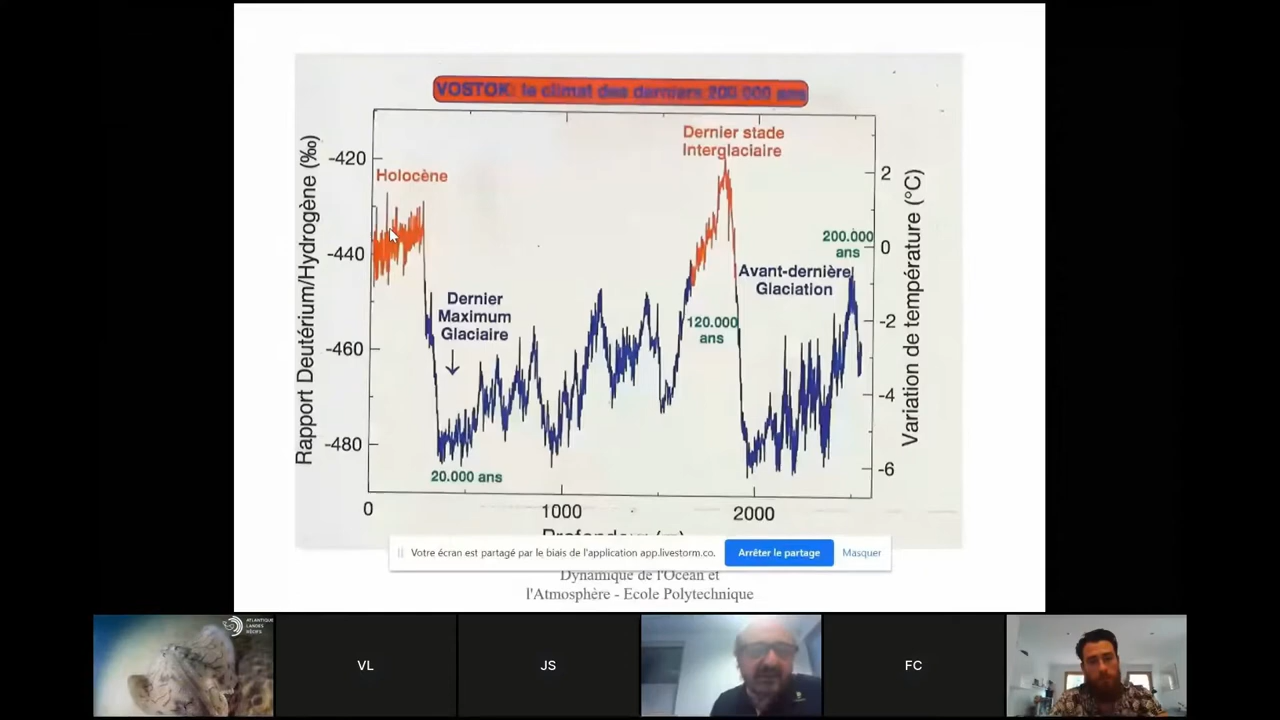 VOSTOK: le climat des derniers 200 000 ans
Rapport Deutérium/Hydrogène (‰)
-420
-440
-460
-480
Holocène
Dernier stade
Interglaciaire
200.000
ans
Avant-dernière
Glaciation
Dernier
Maximum
Glaciaire
120.000
ans
20.000 ans
2
0
-2
-4
-6
Variation de température (°C)
0
1000
2000
Votre écran est partagé par le biais de l'application app.livestorm.co.
Arrêter le partage
Masquer
Dynamique de l'Océan et
l'Atmosphère - Ecole Polytechnique
ATLANTIQUE
LANDES
RÉCIFS
VL
JS
FC